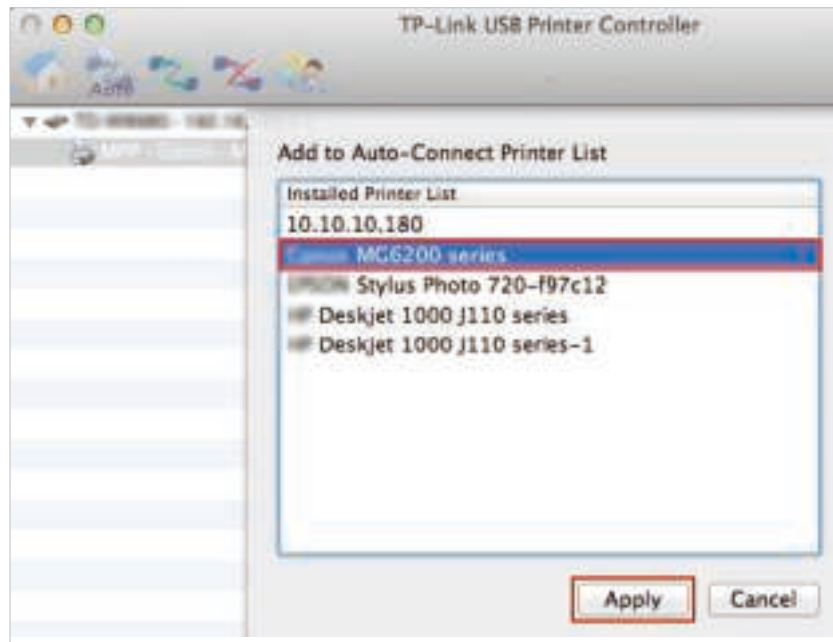 TP-Link USB Printer Controller
Auto
Add to Auto-Connect Printer List
Installed Printer List
10.10.10.180
MG6200 series
Stylus Photo 720-f97c12
Deskjet 1000 J110 series
Deskjet 1000 J110 series-1
Apply Cancel